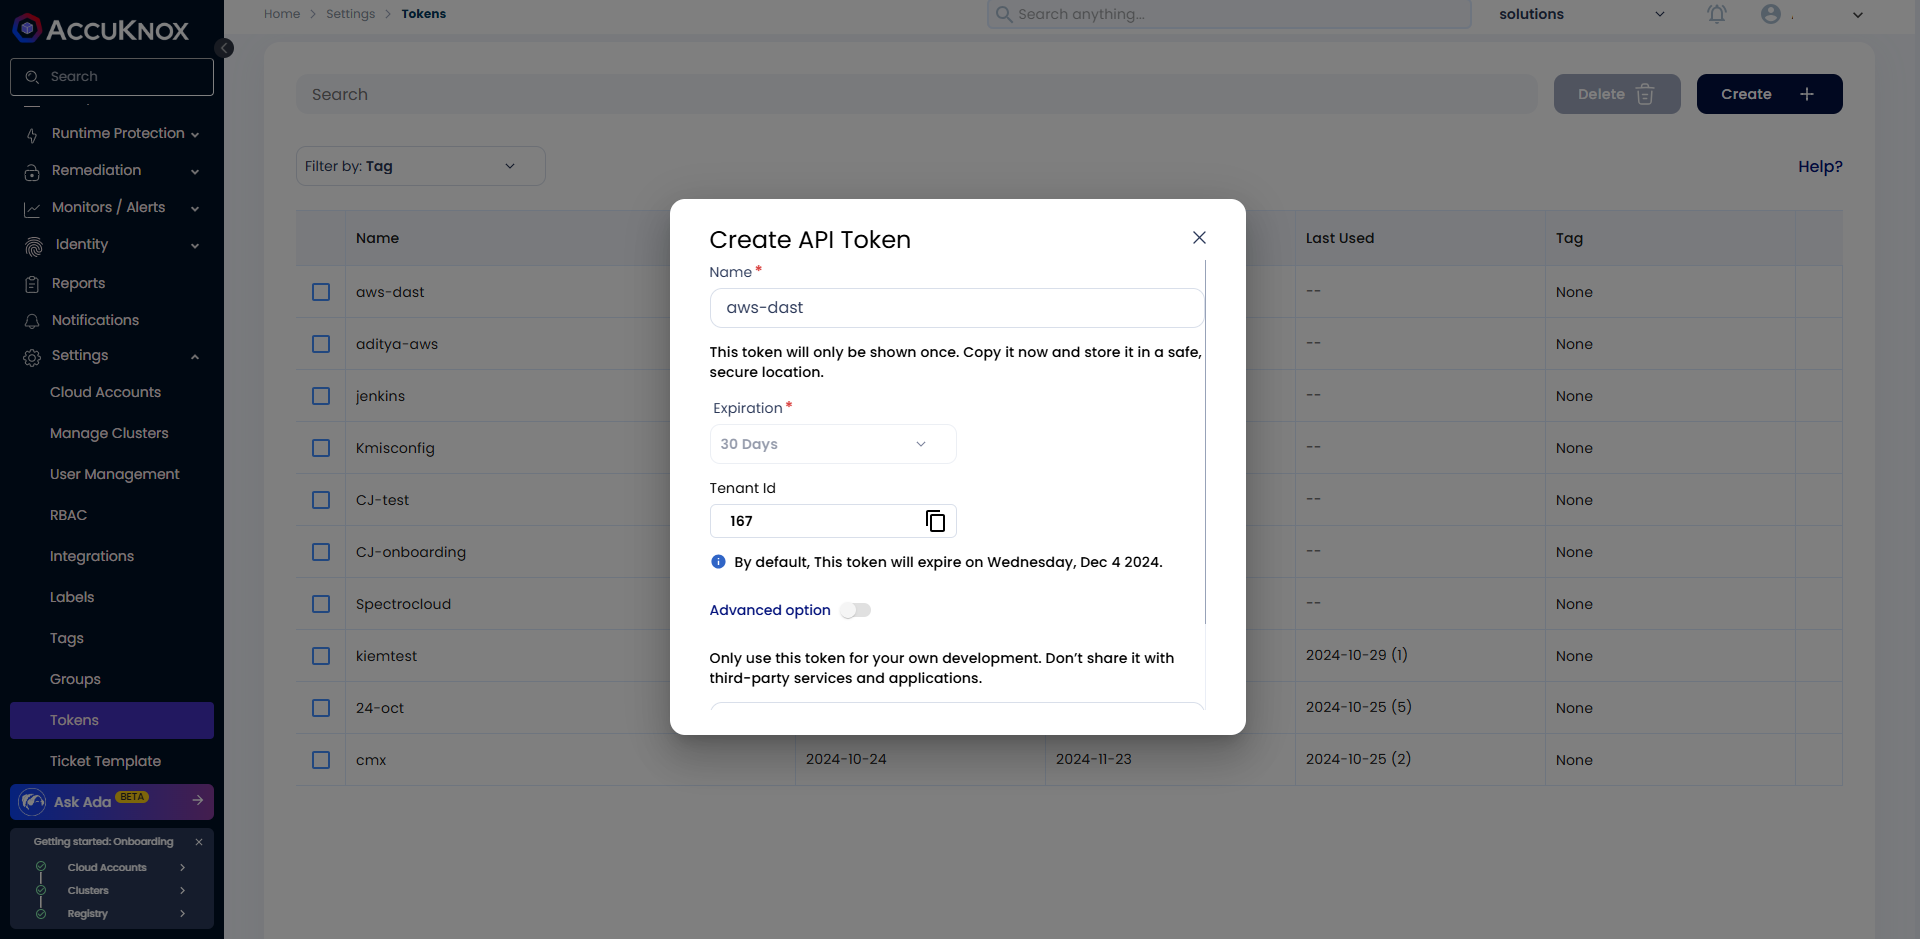 ACCUKNOX
Search
Runtime Protection
Remediation
Monitors / Alerts
Identity
Reports
Notifications
Settings
Cloud Accounts
Manage Clusters
User Management
RBAC
Integrations
Labels
Tags
Groups
Tokens
Ticket Template
Ask Ada BETA
Getting started: Onboarding
Cloud Accounts
Clusters
Registry
Home > Settings > Tokens
Search anything...
solutions
Search
Delete
Create
Filter by: Tag
Help?
Name Last Used Tag
aws-dast -- None
aditya-aws -- None
jenkins -- None
Kmisconfig -- None
CJ-test -- None
CJ-onboarding -- None
Spectrocloud -- None
kiemtest 2024-10-29 (1) None
24-oct 2024-10-25 (5) None
cmx 2024-10-24 2024-11-23 2024-10-25 (2) None
Create API Token
Name *
aws-dast
This token will only be shown once. Copy it now and store it in a safe,
secure location.
Expiration *
30 Days
Tenant Id
167
By default, This token will expire on Wednesday, Dec 4 2024.
Advanced option
Only use this token for your own development. Don't share it with
third-party services and applications.